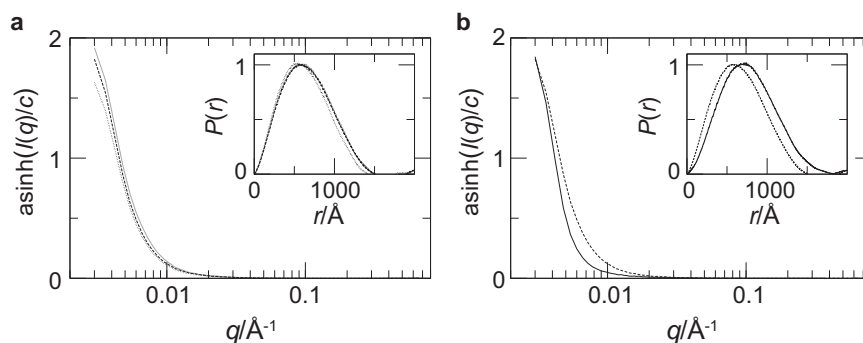 a
2
1
0
asinh(I(q)/c)
0.01
0.1
q/Å⁻¹
1
0
P(r)
0
1000
r/Å
b
2
1
0
asinh(I(q)/c)
0.01
0.1
q/Å⁻¹
1
0
P(r)
0
1000
r/Å